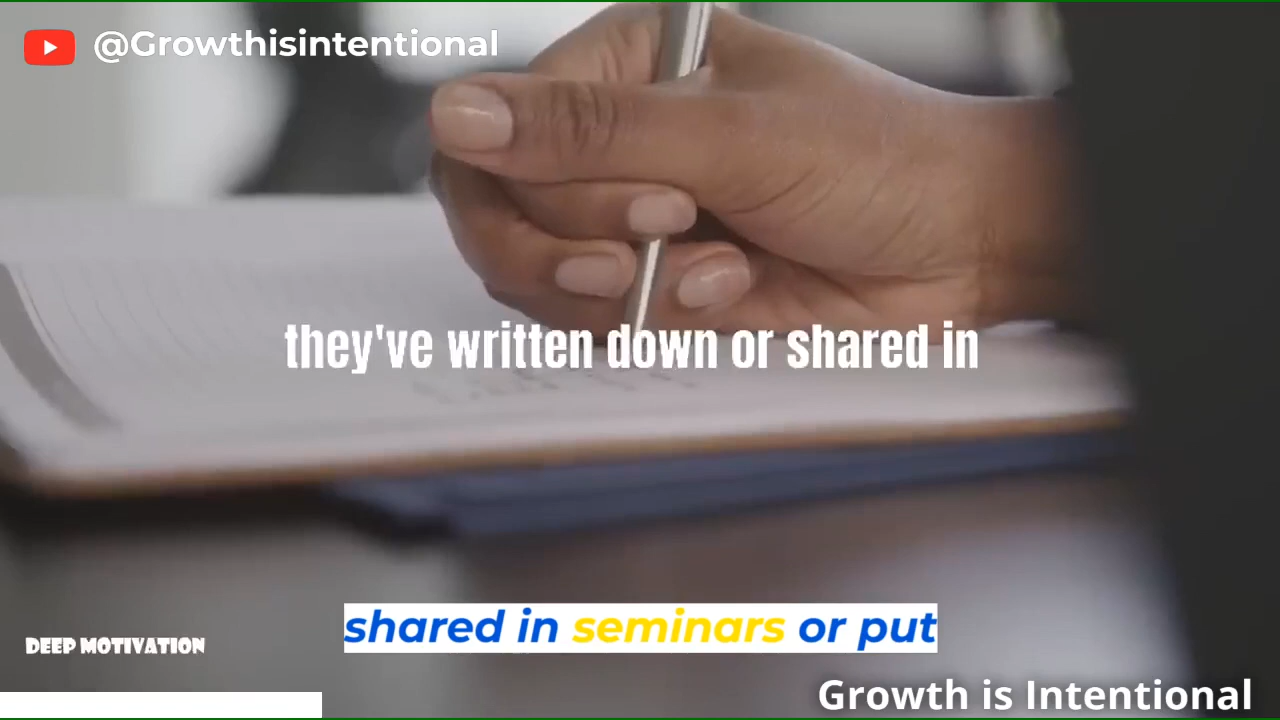 @Growthisintentional
they've written down or shared in
shared in seminars or put
DEEP MOTIVATION
Growth is Intentional